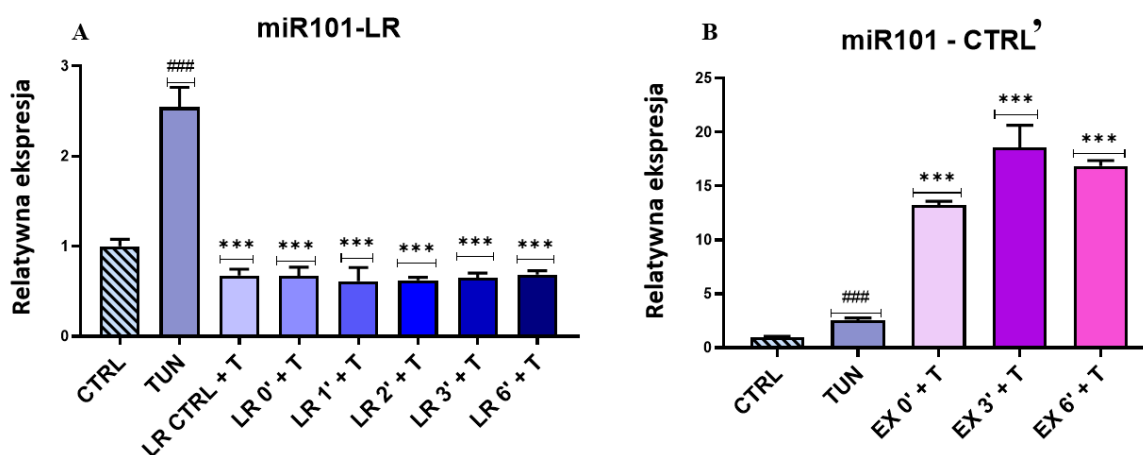 A
miR101-LR
Relatywna ekspresja
3
2
1
0
###
***
***
***
***
***
***
CTRL
TUN
LR CTRL + T
LR 0' + T
LR 1' + T
LR 2' + T
LR 3' + T
LR 6' + T
B
miR101 - CTRL’
Relatywna ekspresja
25
20
15
10
5
0
###
***
***
***
CTRL
TUN
EX 0' + T
EX 3' + T
EX 6' + T